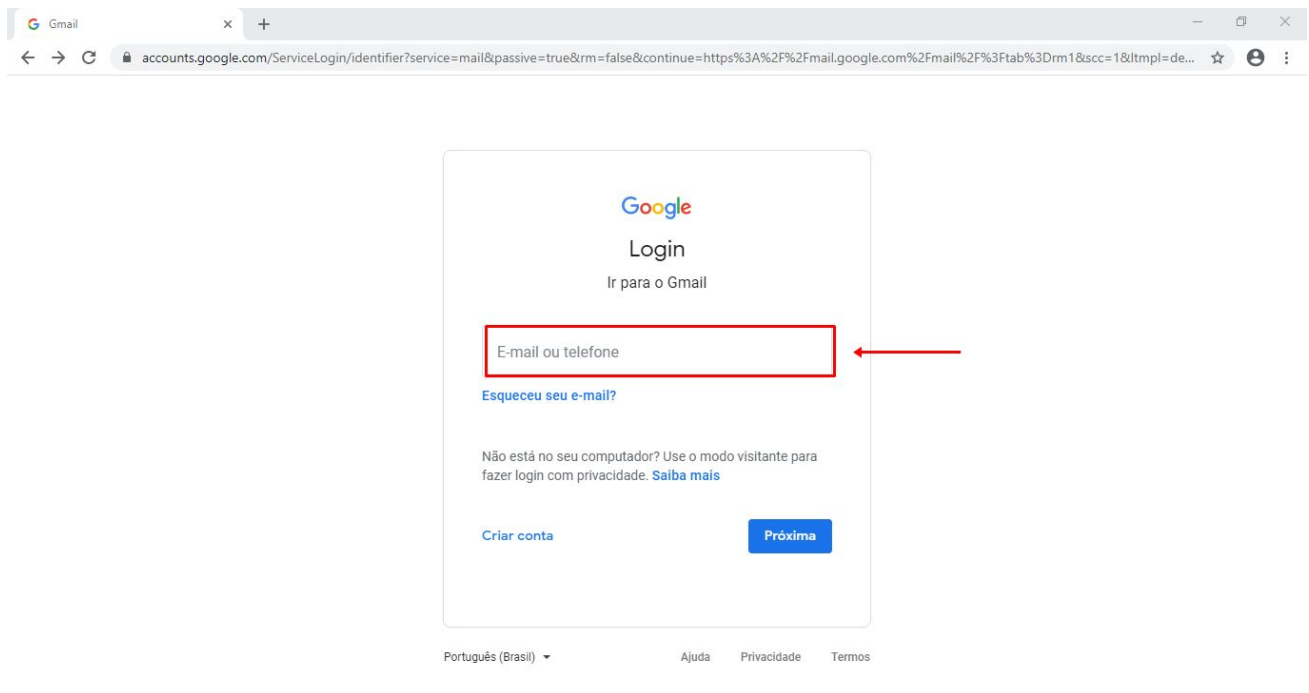 Gmail
accounts.google.com/ServiceLogin/identifier?service=mail&passive=true&rm=false&continue=https%3A%2F%2Fmail.google.com%2Fmail%2F%3Ftab%3Drm1&scc=1&ltmpl=de...
Google
Login
Ir para o Gmail
E-mail ou telefone
Esqueceu seu e-mail?
Não está no seu computador? Use o modo visitante para
fazer login com privacidade. Saiba mais
Criar conta Próxima
Português (Brasil) Ajuda Privacidade Termos